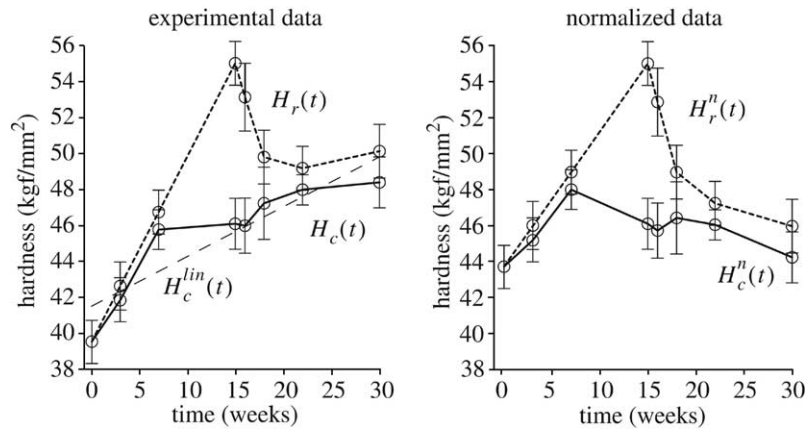 experimental data
56
54
52
50
48
46
44
42
40
38
hardness (kgf/mm²)
H_r(t)
H_c(t)
H_c^{lin}(t)
0 5 10 15 20 25 30
time (weeks)
normalized data
56
54
52
50
48
46
44
42
40
38
hardness (kgf/mm²)
H_r^n(t)
H_c^n(t)
0 5 10 15 20 25 30
time (weeks)